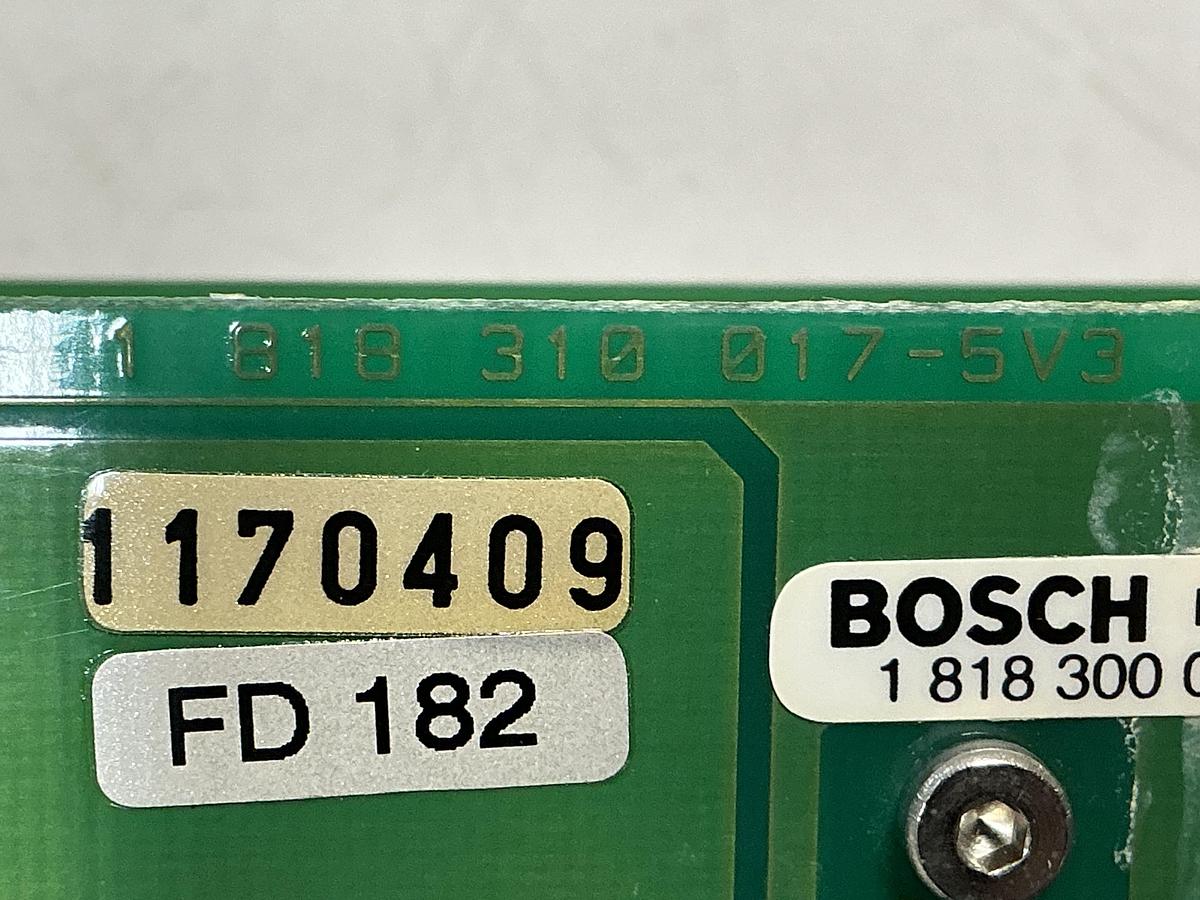 1 818 310 017-5V3
1170409
FD 182
BOSCH
1 818 300